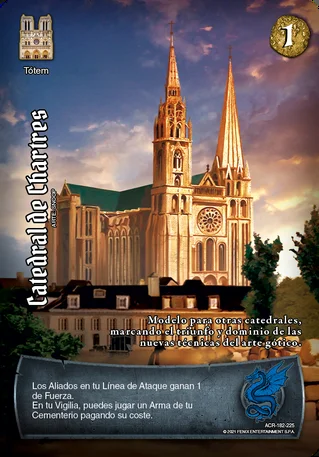 1
Tótem
Catedral de Chartres
Modelo para otras catedrales,
marcando el triunfo y dominio de las
nuevas técnicas del arte gótico.
Los Aliados en tu Línea de Ataque ganan 1
de Fuerza.
En tu Vigilia, puedes jugar un Arma de tu
Cementerio pagando su coste.
ACR-182-225
© 2021 FENIX ENTERTAINMENT S.P.A.